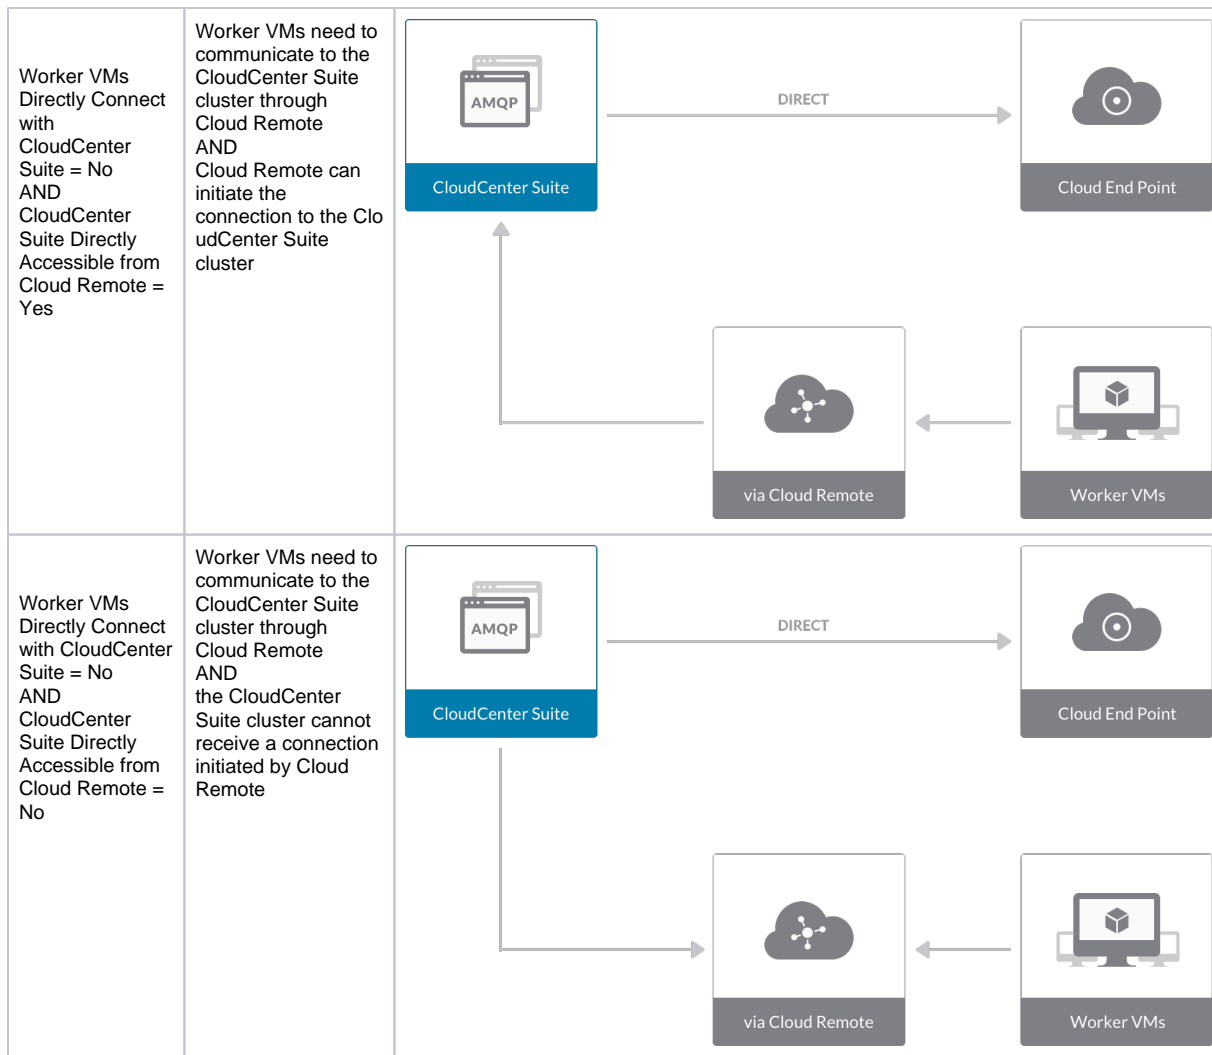 Worker VMs
Directly Connect
with
CloudCenter
Suite = No
AND
CloudCenter
Suite Directly
Accessible from
Cloud Remote =
Yes
Worker VMs need to
communicate to the
CloudCenter Suite
cluster through
Cloud Remote
AND
Cloud Remote can
initiate the
connection to the Clo
udCenter Suite
cluster
AMQP
CloudCenter Suite
DIRECT
Cloud End Point
via Cloud Remote
Worker VMs
Worker VMs
Directly Connect
with CloudCenter
Suite = No
AND
CloudCenter
Suite Directly
Accessible from
Cloud Remote =
No
Worker VMs need to
communicate to the
CloudCenter Suite
cluster through
Cloud Remote
AND
the CloudCenter
Suite cluster cannot
receive a connection
initiated by Cloud
Remote
AMQP
CloudCenter Suite
DIRECT
Cloud End Point
via Cloud Remote
Worker VMs